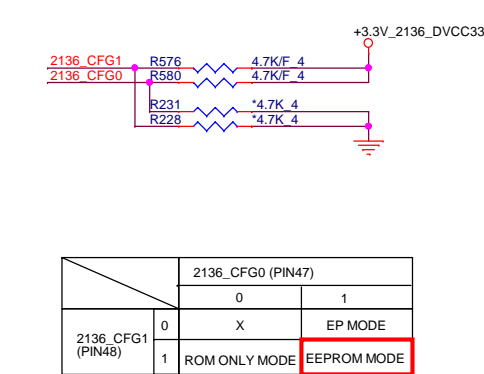 +3.3V_2136_DVCC33
2136_CFG1 R576 4.7K/F_4
2136_CFG0 R580 4.7K/F_4
R231 *4.7K_4
R228 *4.7K_4
2136_CFG0 (PIN47)
0 1
2136_CFG1 (PIN48)
0 X EP MODE
1 ROM ONLY MODE EEPROM MODE